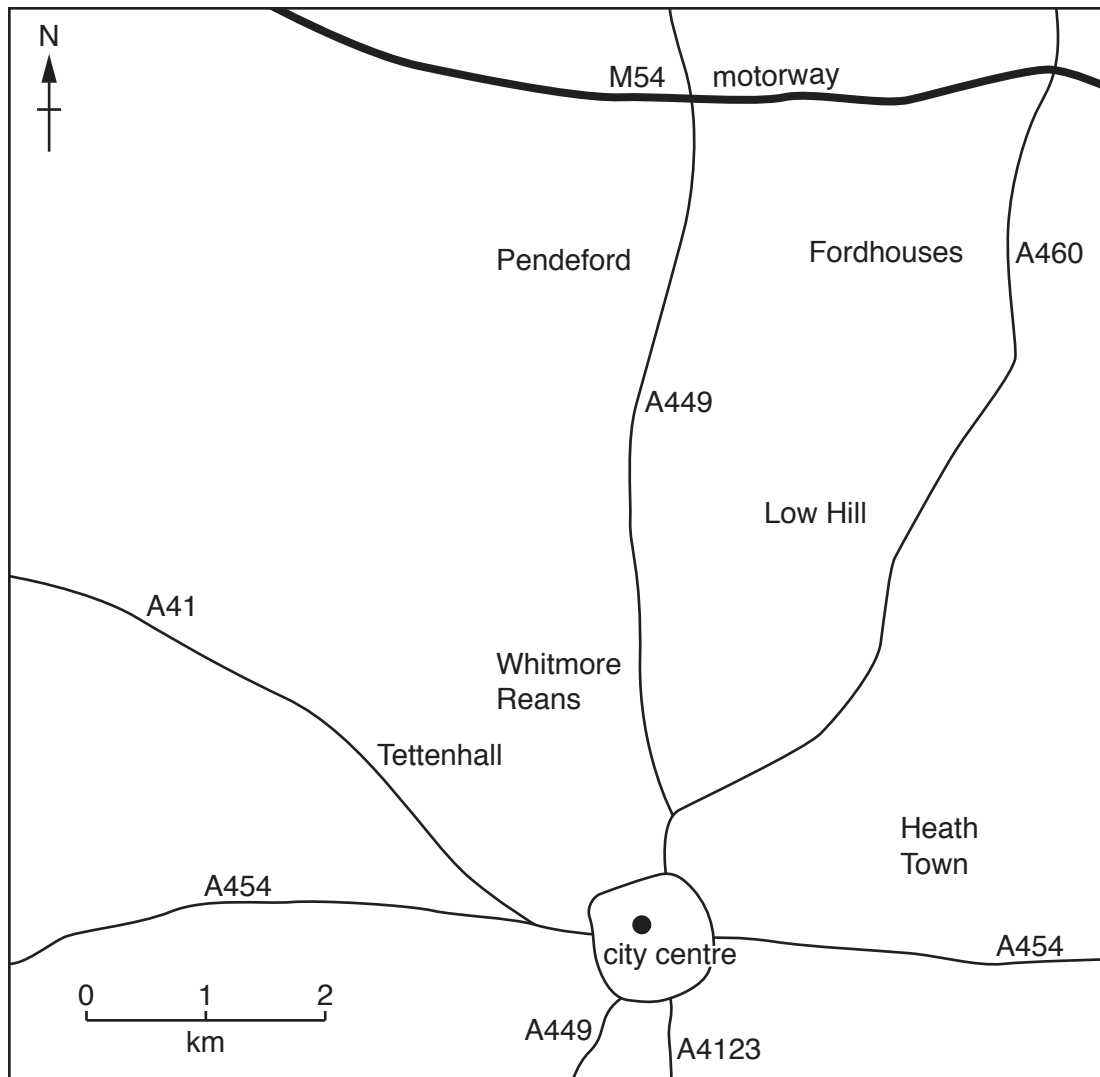 N
M54 motorway
Pendeford
Fordhouses
A460
A449
Low Hill
A41
Whitmore
Reans
Tettenhall
Heath
Town
A454
city centre
A454
0 1 2
km
A449
A4123